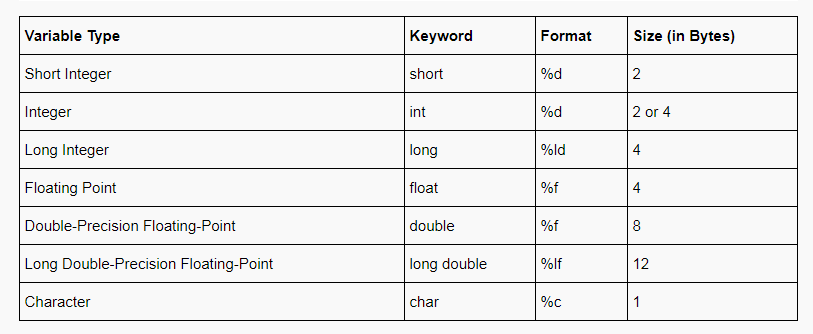 Variable Type Keyword Format Size (in Bytes)
Short Integer short %d 2
Integer int %d 2 or 4
Long Integer long %ld 4
Floating Point float %f 4
Double-Precision Floating-Point double %f 8
Long Double-Precision Floating-Point long double %lf 12
Character char %c 1